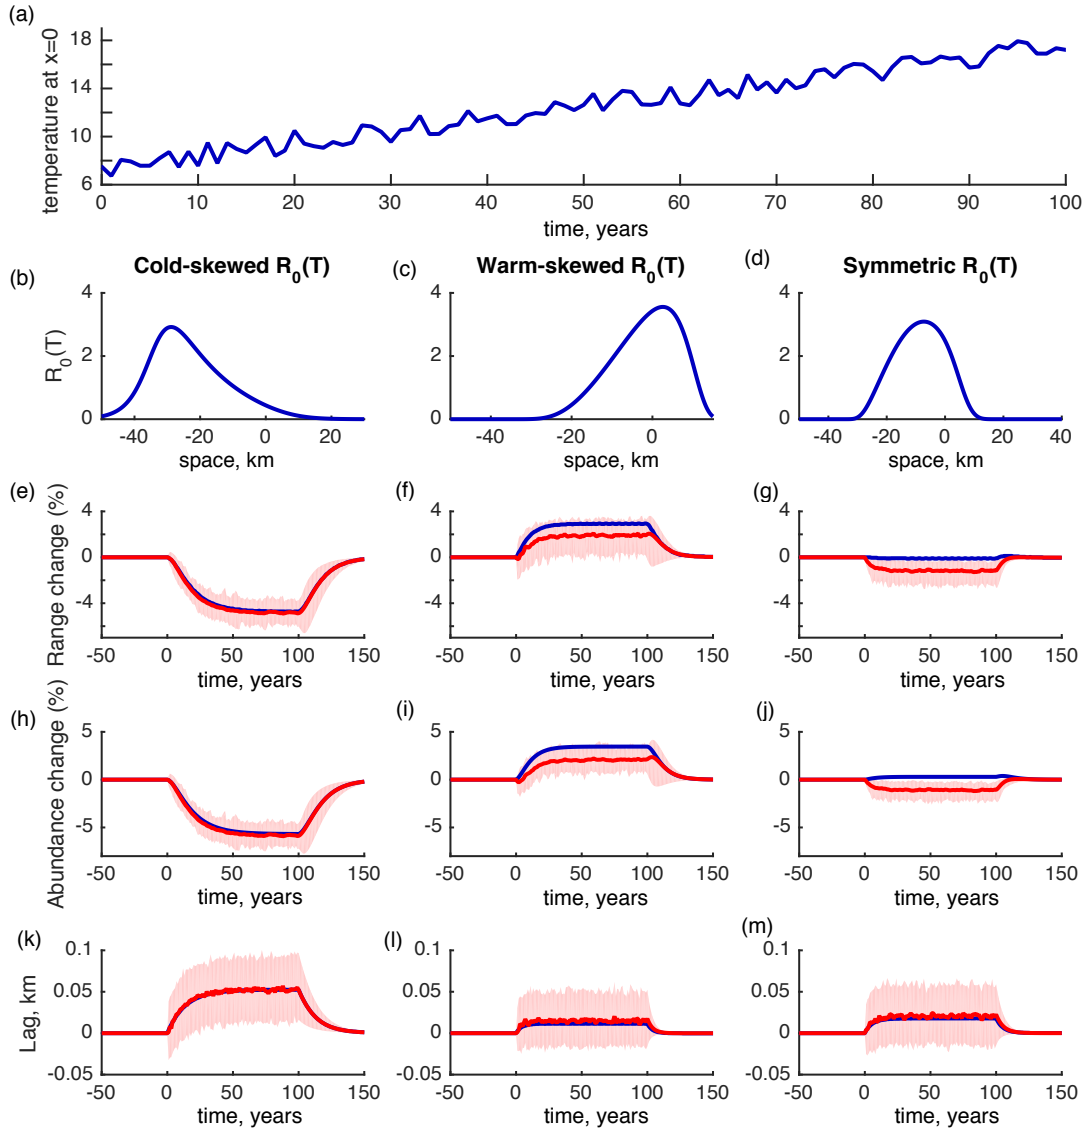 (a)
temperature at x=0
18
14
10
6
0 10 20 30 40 50 60 70 80 90 100
time, years
(b) Cold-skewed R0(T)
(c) Warm-skewed R0(T)
(d) Symmetric R0(T)
R0(T)
4
2
0
-40 -20 0 20
space, km
4
2
0
-40 -20 0
space, km
4
2
0
-40 -20 0 20 40
space, km
(e)
Range change (%)
4
0
-4
-50 0 50 100 150
time, years
(f)
4
0
-4
-50 0 50 100 150
time, years
(g)
4
0
-4
-50 0 50 100 150
time, years
(h)
Abundance change (%)
5
0
-5
-50 0 50 100 150
time, years
(i)
5
0
-5
-50 0 50 100 150
time, years
(j)
5
0
-5
-50 0 50 100 150
time, years
(k)
Lag, km
0.1
0.05
0
-0.05
-50 0 50 100 150
time, years
(l)
0.1
0.05
0
-0.05
-50 0 50 100 150
time, years
(m)
0.1
0.05
0
-0.05
-50 0 50 100 150
time, years